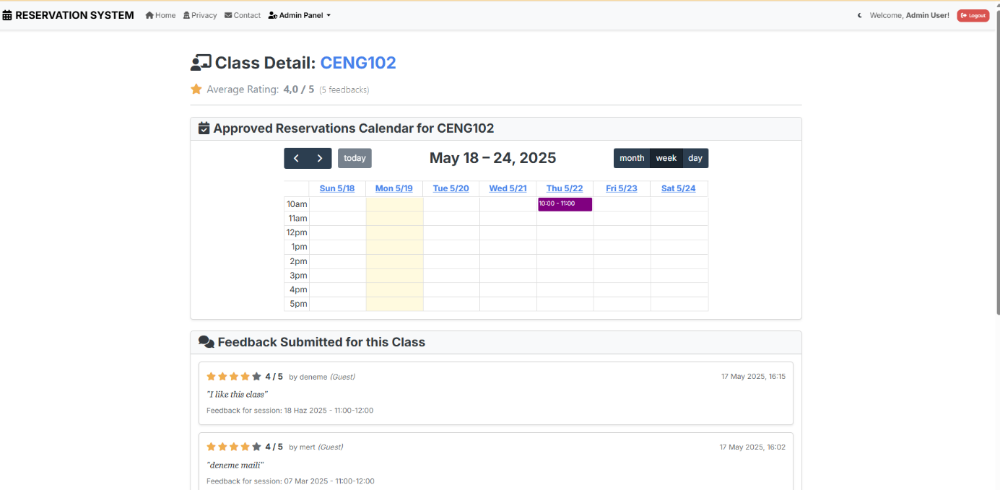 RESERVATION SYSTEM Home Privacy Contact Admin Panel Welcome, Admin User! Logout
Class Detail: CENG102
Average Rating: 4,0 / 5 (5 feedbacks)
Approved Reservations Calendar for CENG102
today May 18 – 24, 2025 month week day
Sun 5/18 Mon 5/19 Tue 5/20 Wed 5/21 Thu 5/22 Fri 5/23 Sat 5/24
10am 10:00 - 11:00
11am
12pm
1pm
2pm
3pm
4pm
5pm
Feedback Submitted for this Class
4 / 5 by deneme (Guest) 17 May 2025, 16:15
"I like this class"
Feedback for session: 18 Haz 2025 - 11:00-12:00
4 / 5 by mert (Guest) 17 May 2025, 16:02
"deneme maili"
Feedback for session: 07 Mar 2025 - 11:00-12:00